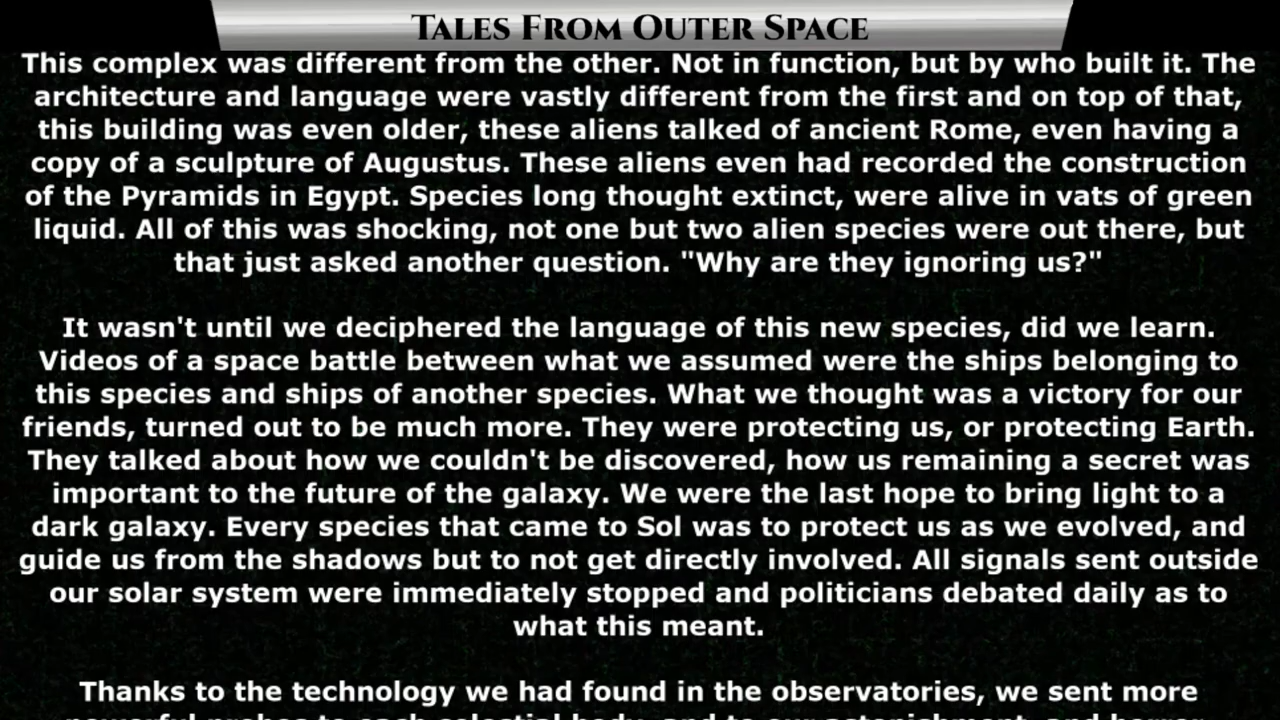 Tales From Outer Space
This complex was different from the other. Not in function, but by who built it. The
architecture and language were vastly different from the first and on top of that,
this building was even older, these aliens talked of ancient Rome, even having a
copy of a sculpture of Augustus. These aliens even had recorded the construction
of the Pyramids in Egypt. Species long thought extinct, were alive in vats of green
liquid. All of this was shocking, not one but two alien species were out there, but
that just asked another question. "Why are they ignoring us?"
It wasn't until we deciphered the language of this new species, did we learn.
Videos of a space battle between what we assumed were the ships belonging to
this species and ships of another species. What we thought was a victory for our
friends, turned out to be much more. They were protecting us, or protecting Earth.
They talked about how we couldn't be discovered, how us remaining a secret was
important to the future of the galaxy. We were the last hope to bring light to a
dark galaxy. Every species that came to Sol was to protect us as we evolved, and
guide us from the shadows but to not get directly involved. All signals sent outside
our solar system were immediately stopped and politicians debated daily as to
what this meant.
Thanks to the technology we had found in the observatories, we sent more
powerful probes to each celestial body, and to our astonishment, and